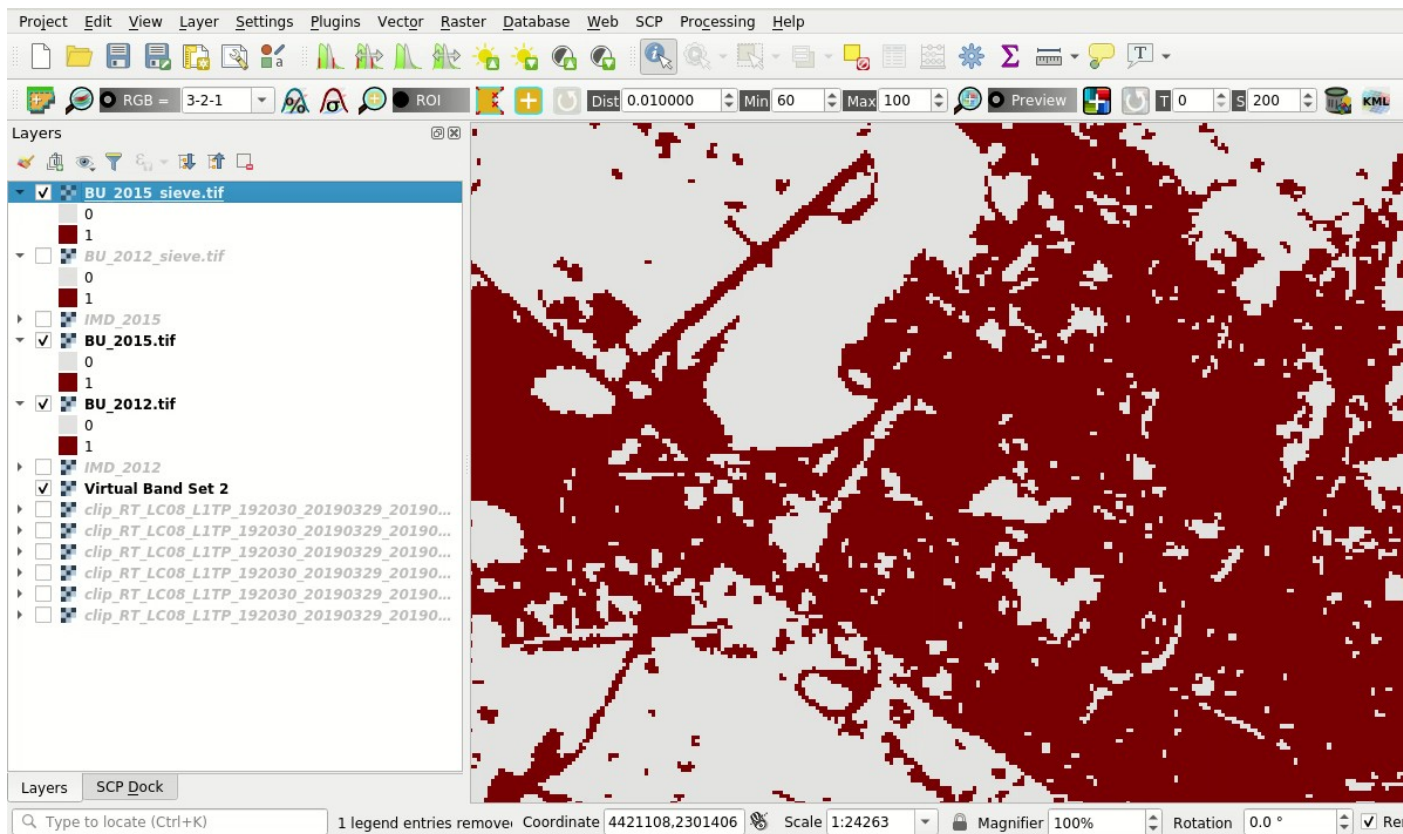 Project Edit View Layer Settings Plugins Vector Raster Database Web SCP Processing Help
a Σ T
RGB = 3-2-1 σ ROI Dist 0.010000 Min 60 Max 100 Preview T 0 S 200 KML
Layers
BU_2015_sieve.tif
0
1
BU_2012_sieve.tif
0
1
IMD_2015
BU_2015.tif
0
1
BU_2012.tif
0
1
IMD_2012
Virtual Band Set 2
clip_RT_LC08_L1TP_192030_20190329_20190...
clip_RT_LC08_L1TP_192030_20190329_20190...
clip_RT_LC08_L1TP_192030_20190329_20190...
clip_RT_LC08_L1TP_192030_20190329_20190...
clip_RT_LC08_L1TP_192030_20190329_20190...
clip_RT_LC08_L1TP_192030_20190329_20190...
Layers SCP Dock
Type to locate (Ctrl+K) 1 legend entries remove Coordinate 4421108,2301406 Scale 1:24263 Magnifier 100% Rotation 0.0 ° Re